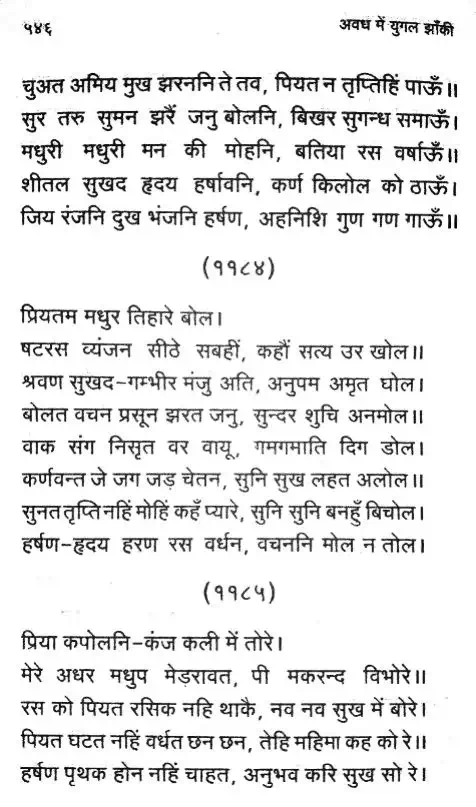 ५४६ अवध में युगल झाँकी
चुअत अमिय मुख झरननि ते तव, पियत न तृप्तिहिं पाऊँ॥
सुर तरु सुमन झरैं जनु बोलनि, बिखर सुगन्ध समाऊँ।
मधुरी मधुरी मन की मोहनि, बतिया रस वर्षाऊँ॥
शीतल सुखद हृदय हर्षावनि, कर्ण किलोल को ठाऊँ।
जिय रंजनि दुख भंजनि हर्षण, अहनिशि गुण गण गाऊँ॥
(११८४)
प्रियतम मधुर तिहारे बोल।
षटरस व्यंजन सीठे सबहीं, कहौं सत्य उर खोल॥
श्रवण सुखद-गम्भीर मंजु अति, अनुपम अमृत घोल।
बोलत वचन प्रसून झरत जनु, सुन्दर शुचि अनमोल॥
वाक संग निसृत वर वायू, गमगमाति दिग डोल।
कर्णवन्त जे जग जड़ चेतन, सुनि सुख लहत अलोल॥
सुनत तृप्ति नहिं मोहिं कहँ प्यारे, सुनि सुनि बनहुँ बिचोल।
हर्षण-हृदय हरण रस वर्धन, वचननि मोल न तोल।
(११८५)
प्रिया कपोलनि-कंज कली में तोरे।
मेरे अधर मधुप मेड़रावत, पी मकरन्द विभोरे॥
रस को पियत रसिक नहि थाकै, नव नव सुख में बोरे।
पियत घटत नहिं वर्धत छन छन, तेहि महिमा कह को रे॥
हर्षण पृथक होन नहिं चाहत, अनुभव करि सुख सो रे।